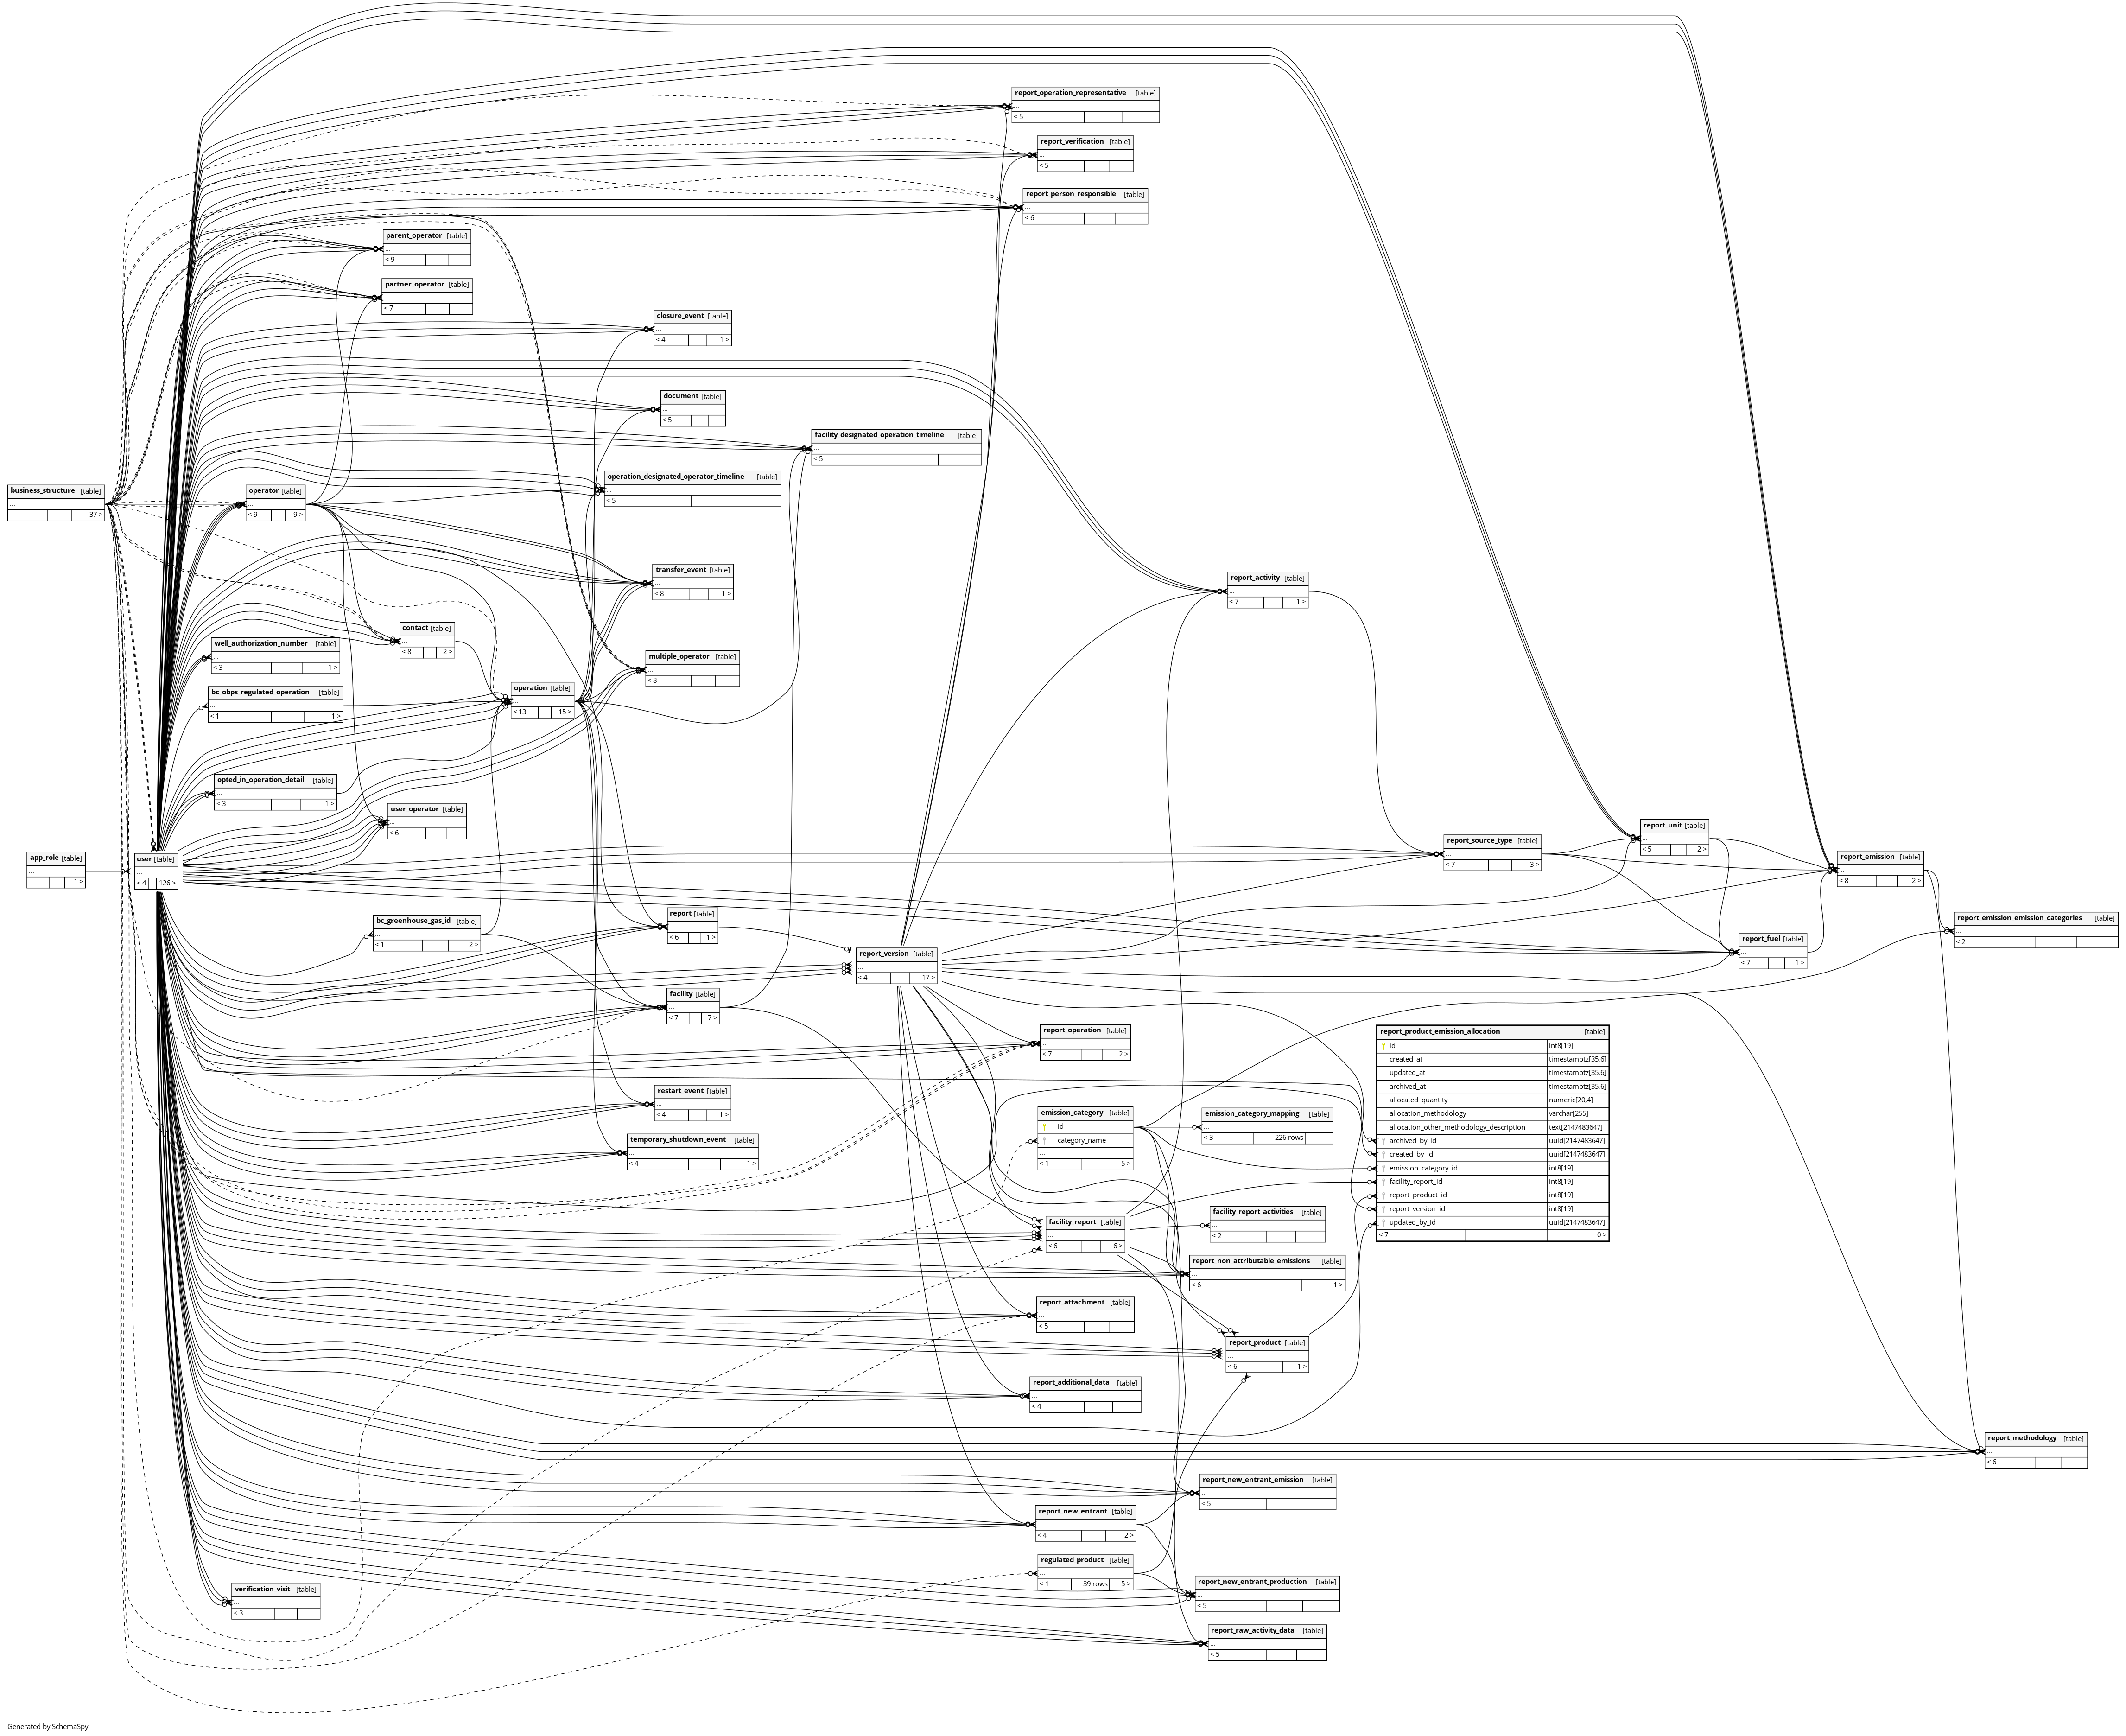 report_operation_representative [table]
...
< 5
report_verification [table]
...
< 5
report_person_responsible [table]
...
< 6
parent_operator [table]
...
< 9
partner_operator [table]
...
< 7
closure_event [table]
...
< 4 1 >
document [table]
...
< 5
facility_designated_operation_timeline [table]
...
< 5
operation_designated_operator_timeline [table]
...
< 5
business_structure [table]
...
37 >
operator [table]
...
< 9 9 >
transfer_event [table]
...
< 8 1 >
report_activity [table]
...
< 7 1 >
contact [table]
...
< 8 2 >
well_authorization_number [table]
...
< 3 1 >
multiple_operator [table]
...
< 8
bc_obps_regulated_operation [table]
...
< 1 1 >
operation [table]
...
< 13 15 >
opted_in_operation_detail [table]
...
< 3 1 >
user_operator [table]
...
< 6
report_unit [table]
...
< 5 2 >
report_source_type [table]
...
< 7 3 >
app_role [table]
...
1 >
user [table]
...
< 4 126 >
report_emission [table]
...
< 8 2 >
bc_greenhouse_gas_id [table]
...
< 1 2 >
report [table]
...
< 6 1 >
report_emission_emission_categories [table]
...
< 2
report_fuel [table]
...
< 7 1 >
report_version [table]
...
< 4 17 >
facility [table]
...
< 7 7 >
report_operation [table]
...
< 7 2 >
report_product_emission_allocation [table]
id int8[19]
created_at timestamptz[35,6]
updated_at timestamptz[35,6]
archived_at timestamptz[35,6]
allocated_quantity numeric[20,4]
allocation_methodology varchar[255]
allocation_other_methodology_description text[2147483647]
archived_by_id uuid[2147483647]
created_by_id uuid[2147483647]
emission_category_id int8[19]
facility_report_id int8[19]
report_product_id int8[19]
report_version_id int8[19]
updated_by_id uuid[2147483647]
< 7 0 >
restart_event [table]
...
< 4 1 >
emission_category [table]
id
category_name
...
< 1 5 >
emission_category_mapping [table]
...
< 3 226 rows
temporary_shutdown_event [table]
...
< 4 1 >
facility_report_activities [table]
...
< 2
facility_report [table]
...
< 6 6 >
report_non_attributable_emissions [table]
...
< 6 1 >
report_attachment [table]
...
< 5
report_product [table]
...
< 6 1 >
report_additional_data [table]
...
< 4
report_methodology [table]
...
< 6
report_new_entrant_emission [table]
...
< 5
report_new_entrant [table]
...
< 4 2 >
regulated_product [table]
...
< 1 39 rows 5 >
report_new_entrant_production [table]
...
< 5
verification_visit [table]
...
< 3
report_raw_activity_data [table]
...
< 5
Generated by SchemaSpy